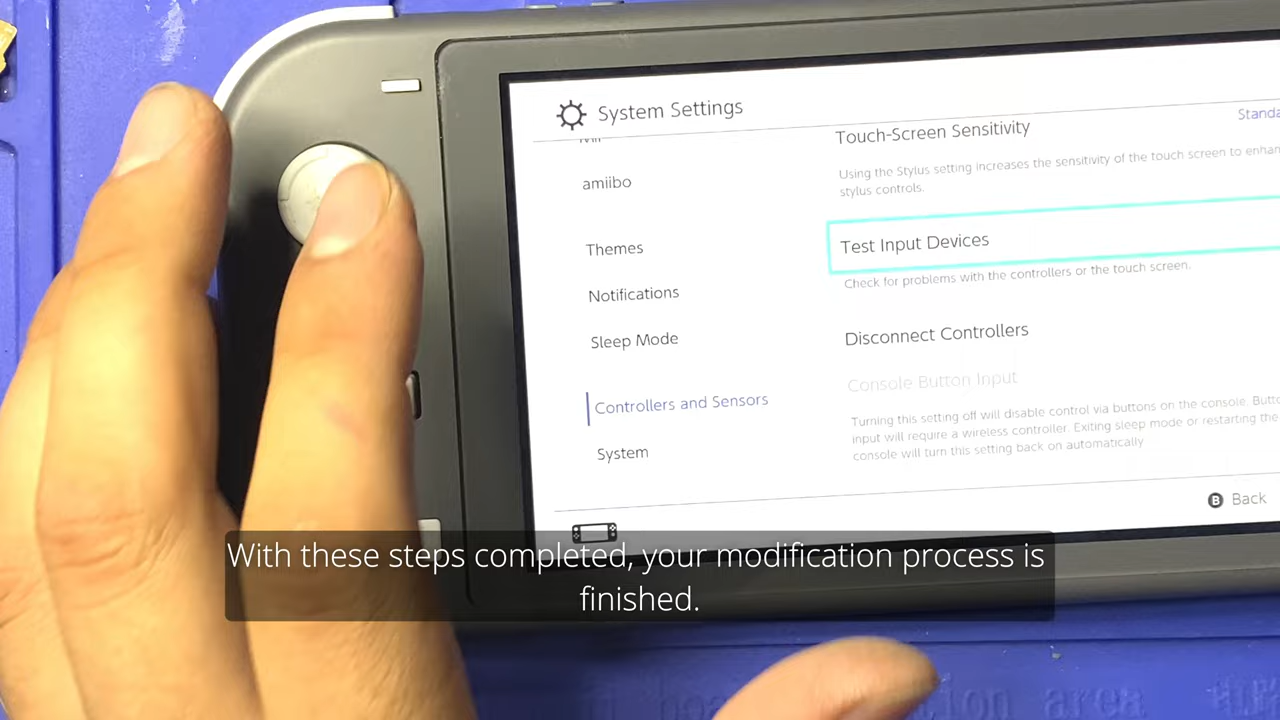 System Settings
Touch-Screen Sensitivity
Using the Stylus setting increases the sensitivity of the touch screen to
stylus controls.
amiibo
Test Input Devices
Check for problems with the controllers or the touch screen.
Themes
Notifications
Sleep Mode
Disconnect Controllers
Controllers and Sensors
Console Button Input
Turning this setting off will disable control via buttons on the console.
input will require a wireless controller. Exiting sleep mode or restarting the
console will turn this setting back on automatically
System
B Back
With these steps completed, your modification process is
finished.